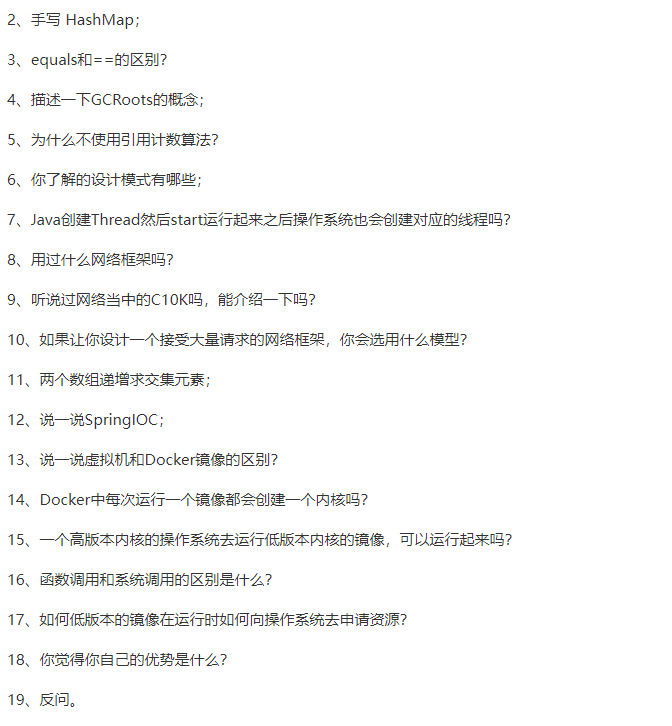 2、手写 HashMap；
3、equals和==的区别？
4、描述一下GCRoots的概念；
5、为什么不使用引用计数算法？
6、你了解的设计模式有哪些；
7、Java创建Thread然后start运行起来之后操作系统也会创建对应的线程吗？
8、用过什么网络框架吗？
9、听说过网络当中的C10K吗，能介绍一下吗？
10、如果让你设计一个接受大量请求的网络框架，你会选用什么模型？
11、两个数组递增求交集元素；
12、说一说SpringIOC；
13、说一说虚拟机和Docker镜像的区别？
14、Docker中每次运行一个镜像都会创建一个内核吗？
15、一个高版本内核的操作系统去运行低版本内核的镜像，可以运行起来吗？
16、函数调用和系统调用的区别是什么？
17、如何低版本的镜像在运行时如何向操作系统去申请资源？
18、你觉得你自己的优势是什么？
19、反问。